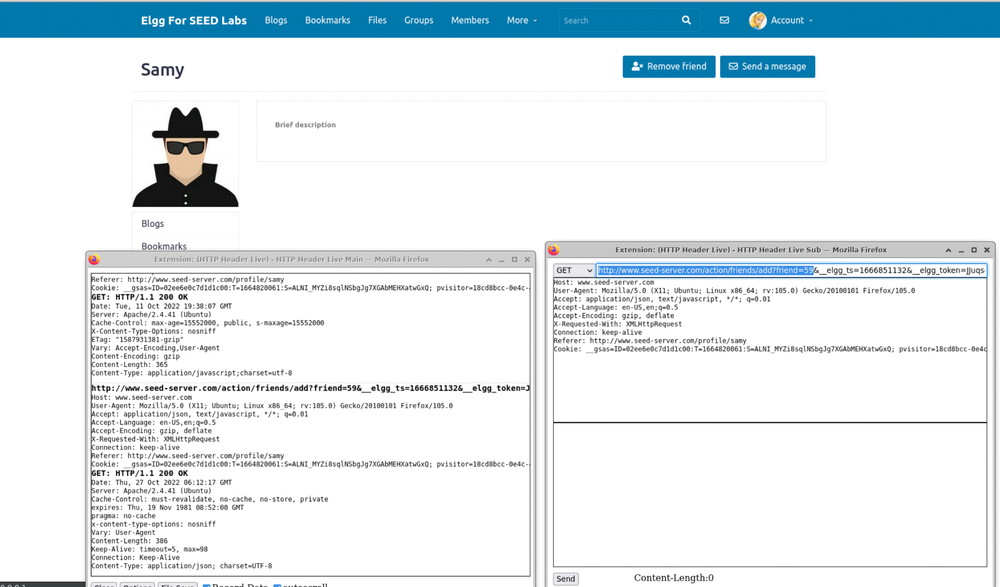 Elgg For SEED Labs Blogs Bookmarks Files Groups Members More Search Account
Samy
Remove friend Send a message
Brief description
Blogs
Bookmarks
Extension: (HTTP Header Live) - HTTP Header Live Main — Mozilla Firefox
Referer: http://www.seed-server.com/profile/samy
Cookie: __gsas=ID=02ee6e0c7d1d1c00:T=1664820061:S=ALNI_MYZi8sqlNSbgJg7XGAbMEHXatwGxQ; pvisitor=18cd8bcc-0e4c-
GET: HTTP/1.1 200 OK
Date: Tue, 11 Oct 2022 19:38:07 GMT
Server: Apache/2.4.41 (Ubuntu)
Cache-Control: max-age=15552000, public, s-maxage=15552000
X-Content-Type-Options: nosniff
ETag: "1587931381-gzip"
Vary: Accept-Encoding,User-Agent
Content-Encoding: gzip
Content-Length: 365
Content-Type: application/javascript;charset=utf-8
http://www.seed-server.com/action/friends/add?friend=59&__elgg_ts=1666851132&__elgg_token=J
Host: www.seed-server.com
User-Agent: Mozilla/5.0 (X11; Ubuntu; Linux x86_64; rv:105.0) Gecko/20100101 Firefox/105.0
Accept: application/json, text/javascript, */*; q=0.01
Accept-Language: en-US,en;q=0.5
Accept-Encoding: gzip, deflate
X-Requested-With: XMLHttpRequest
Connection: keep-alive
Referer: http://www.seed-server.com/profile/samy
Cookie: __gsas=ID=02ee6e0c7d1d1c00:T=1664820061:S=ALNI_MYZi8sqlNSbgJg7XGAbMEHXatwGxQ; pvisitor=18cd8bcc-0e4c-
GET: HTTP/1.1 200 OK
Date: Thu, 27 Oct 2022 06:12:17 GMT
Server: Apache/2.4.41 (Ubuntu)
Cache-Control: must-revalidate, no-cache, no-store, private
expires: Thu, 19 Nov 1981 08:52:00 GMT
pragma: no-cache
x-content-type-options: nosniff
Vary: User-Agent
Content-Length: 386
Keep-Alive: timeout=5, max=98
Connection: Keep-Alive
Content-Type: application/json; charset=UTF-8
Clear Options File Save Record Data autoscroll
Extension: (HTTP Header Live) - HTTP Header Live Sub — Mozilla Firefox
GET http://www.seed-server.com/action/friends/add?friend=59&__elgg_ts=1666851132&__elgg_token=JJuqs
Host: www.seed-server.com
User-Agent: Mozilla/5.0 (X11; Ubuntu; Linux x86_64; rv:105.0) Gecko/20100101 Firefox/105.0
Accept: application/json, text/javascript, */*; q=0.01
Accept-Language: en-US,en;q=0.5
Accept-Encoding: gzip, deflate
X-Requested-With: XMLHttpRequest
Connection: keep-alive
Referer: http://www.seed-server.com/profile/samy
Cookie: __gsas=ID=02ee6e0c7d1d1c00:T=1664820061:S=ALNI_MYZi8sqlNSbgJg7XGAbMEHXatwGxQ; pvisitor=18cd8bcc-0e4c
Send Content-Length:0